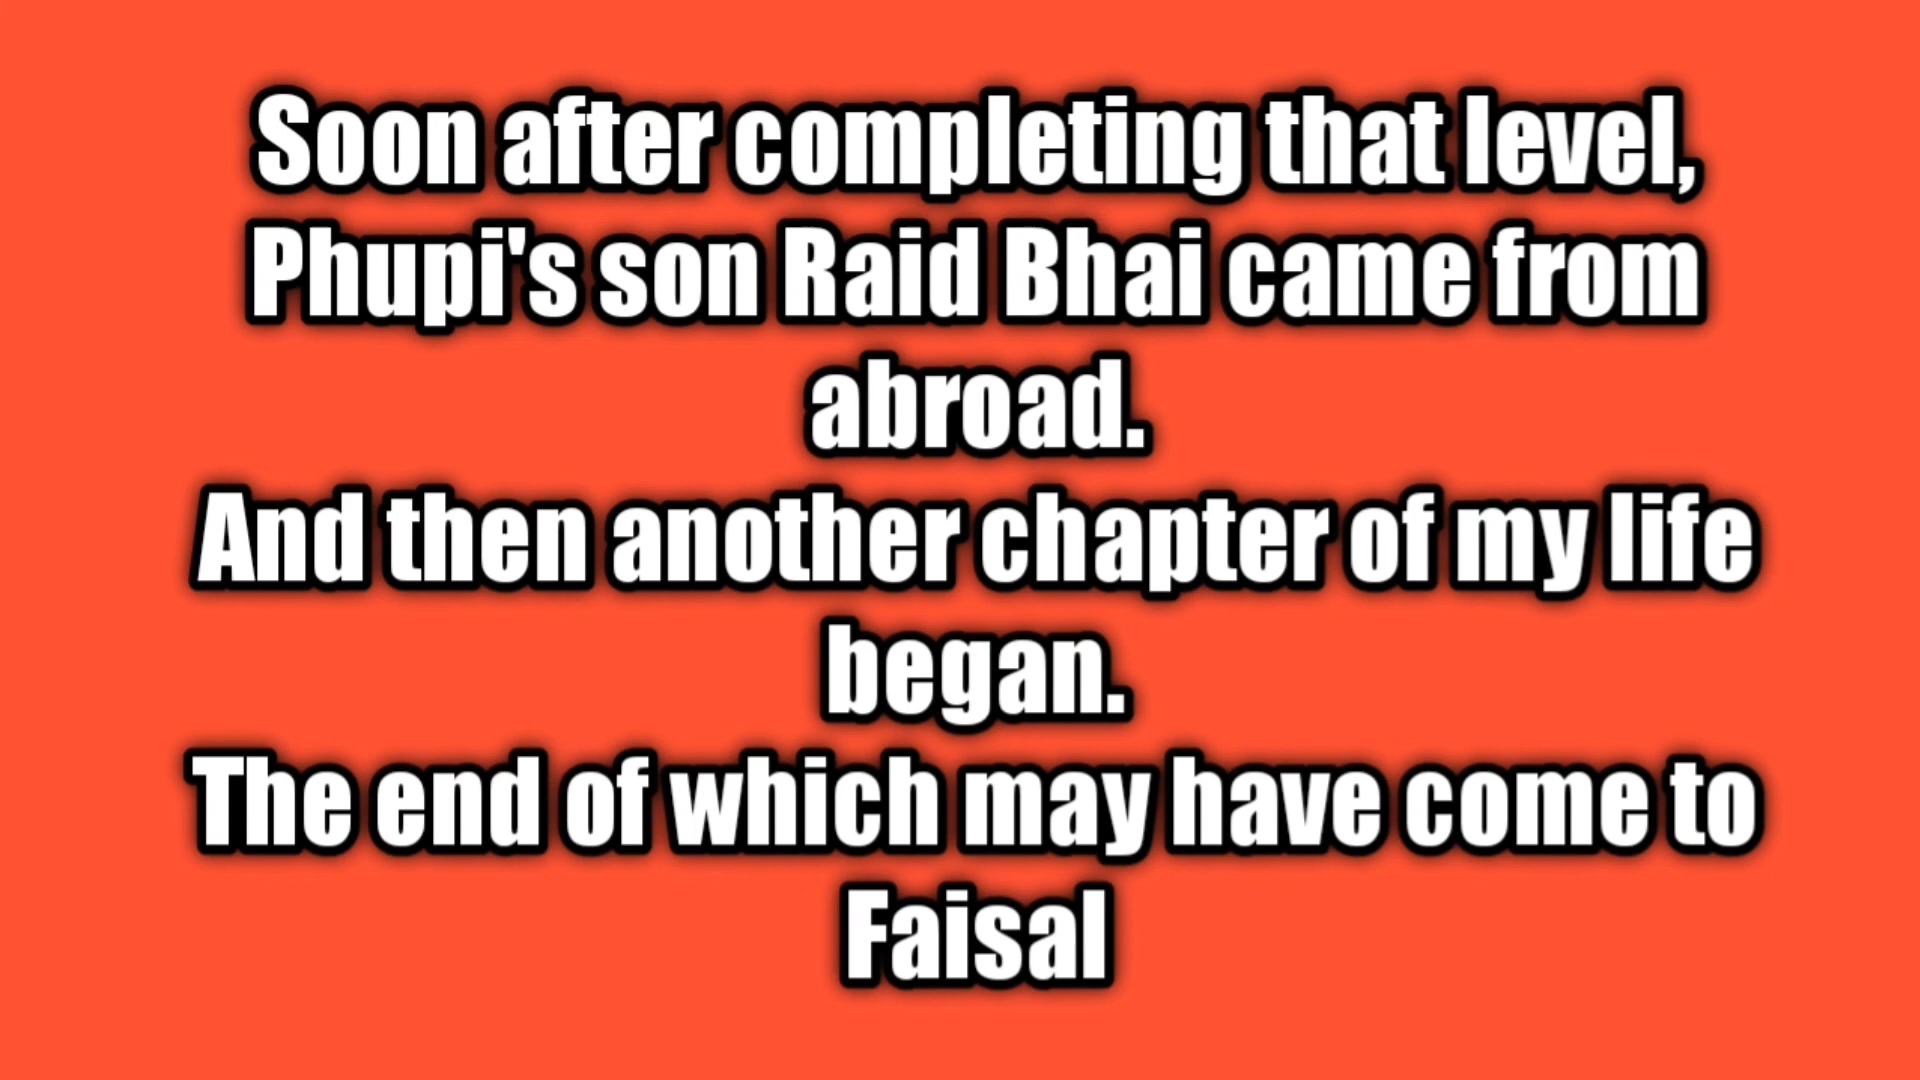 Soon after completing that level,
Phupi's son Raid Bhai came from
abroad.
And then another chapter of my life
began.
The end of which may have come to
Faisal